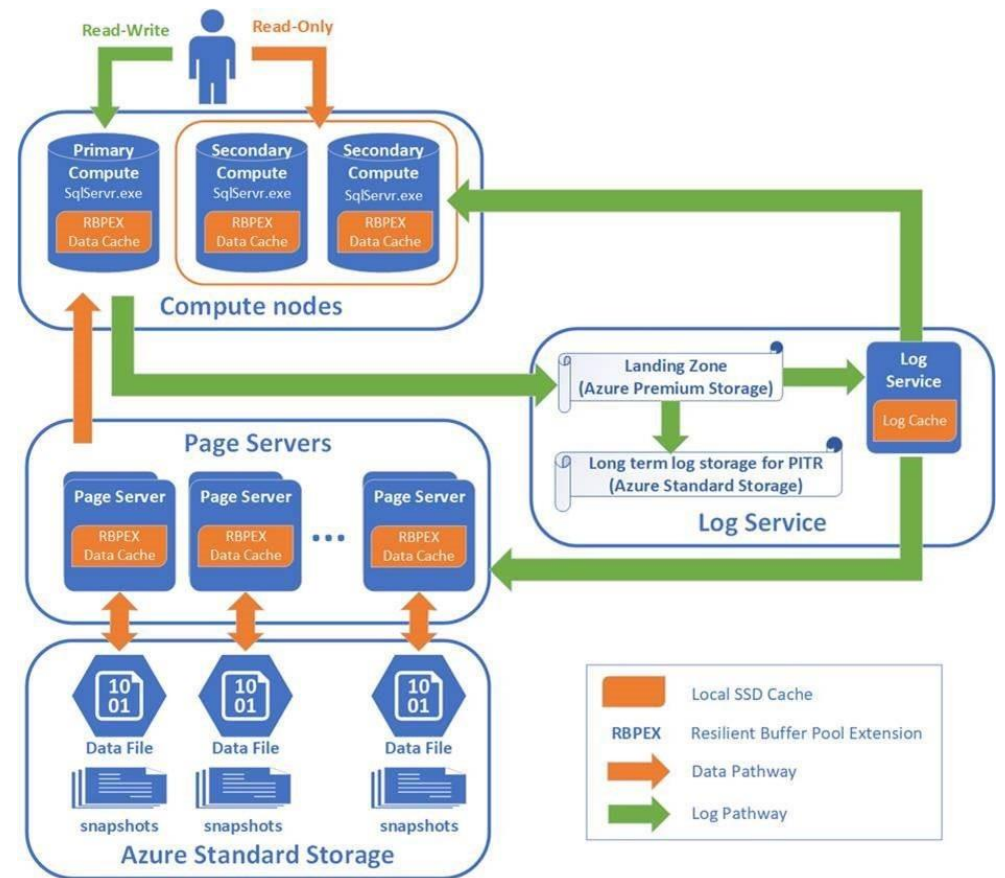 Read-Write
Read-Only
Primary
Compute
SqlServr.exe
RBPEX
Data Cache
Secondary
Compute
SqlServr.exe
RBPEX
Data Cache
Secondary
Compute
SqlServr.exe
RBPEX
Data Cache
Compute nodes
Landing Zone
(Azure Premium Storage)
Log
Service
Log Cache
Long term log storage for PITR
(Azure Standard Storage)
Log Service
Page Servers
Page Server
RBPEX
Data Cache
Page Server
RBPEX
Data Cache
...
Page Server
RBPEX
Data Cache
10
01
Data File
snapshots
10
01
Data File
snapshots
10
01
Data File
snapshots
Azure Standard Storage
Local SSD Cache
RBPEX Resilient Buffer Pool Extension
Data Pathway
Log Pathway